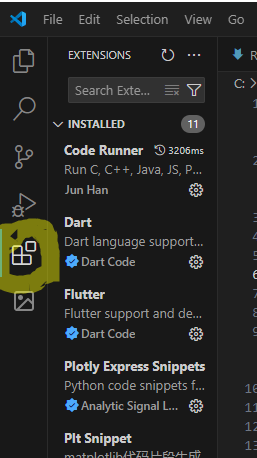 File Edit Selection View Go
EXTENSIONS
Search Exte...
INSTALLED 11
Code Runner 3206ms
Run C, C++, Java, JS, P...
Jun Han
Dart
Dart language support...
Dart Code
Flutter
Flutter support and de...
Dart Code
Plotly Express Snippets
Python code snippets f...
Analytic Signal L...
Plt Snippet
matplotlib代码片段生成
C:
1
3
4
5
6
7
8
9
10
11
12
13